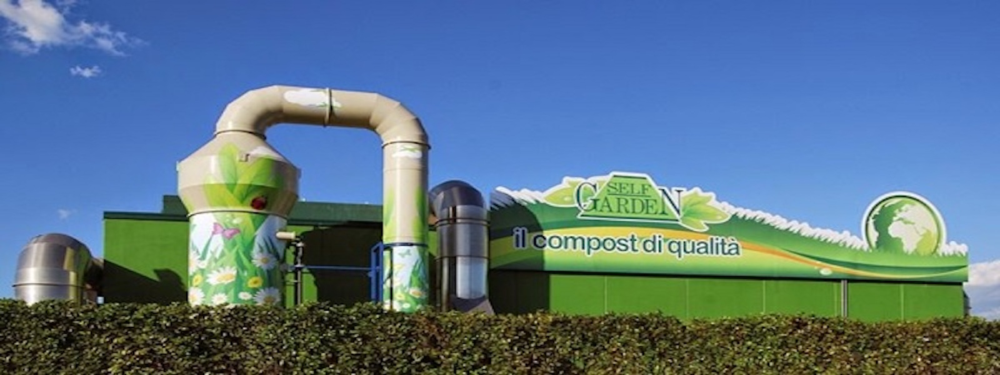 SELF
GARDEN
il compost di qualità